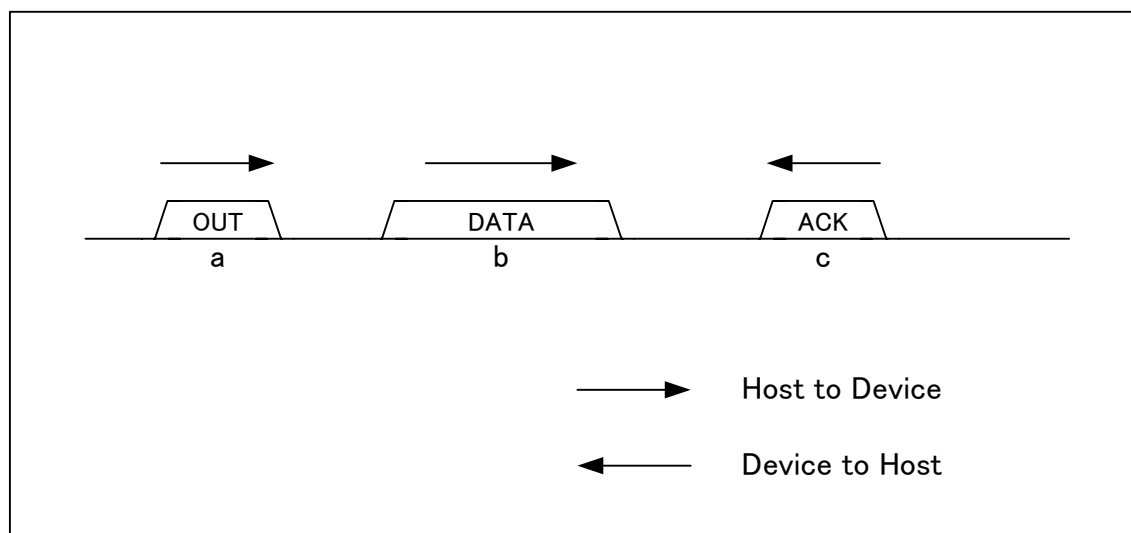 OUT DATA ACK
a b c
Host to Device
Device to Host